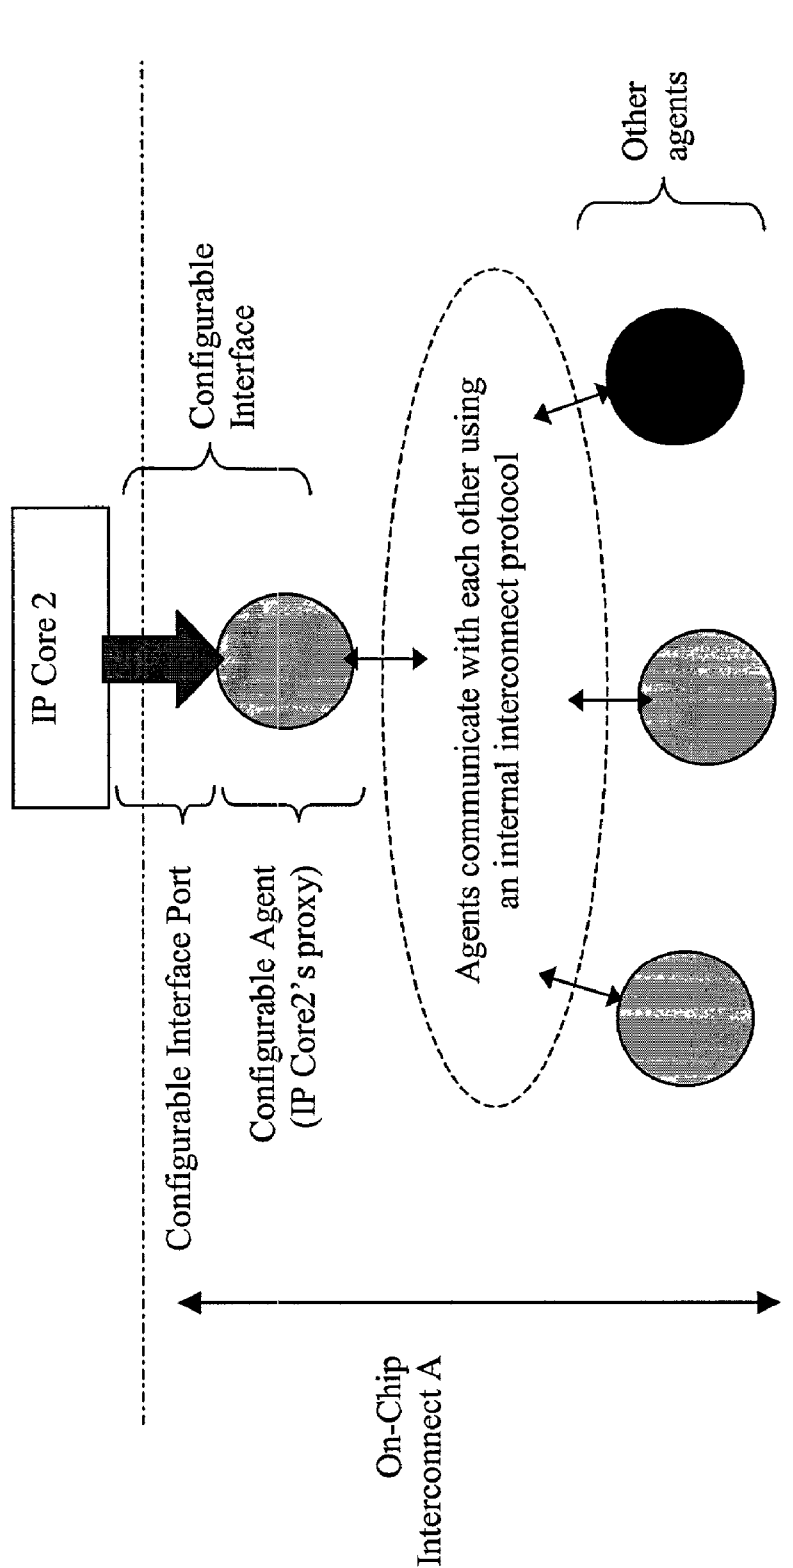 IP Core 2
Configurable
Interface
Configurable Interface Port
Configurable Agent
(IP Core2's proxy)
Agents communicate with each other using
an internal interconnect protocol
Other
agents
On-Chip
Interconnect A